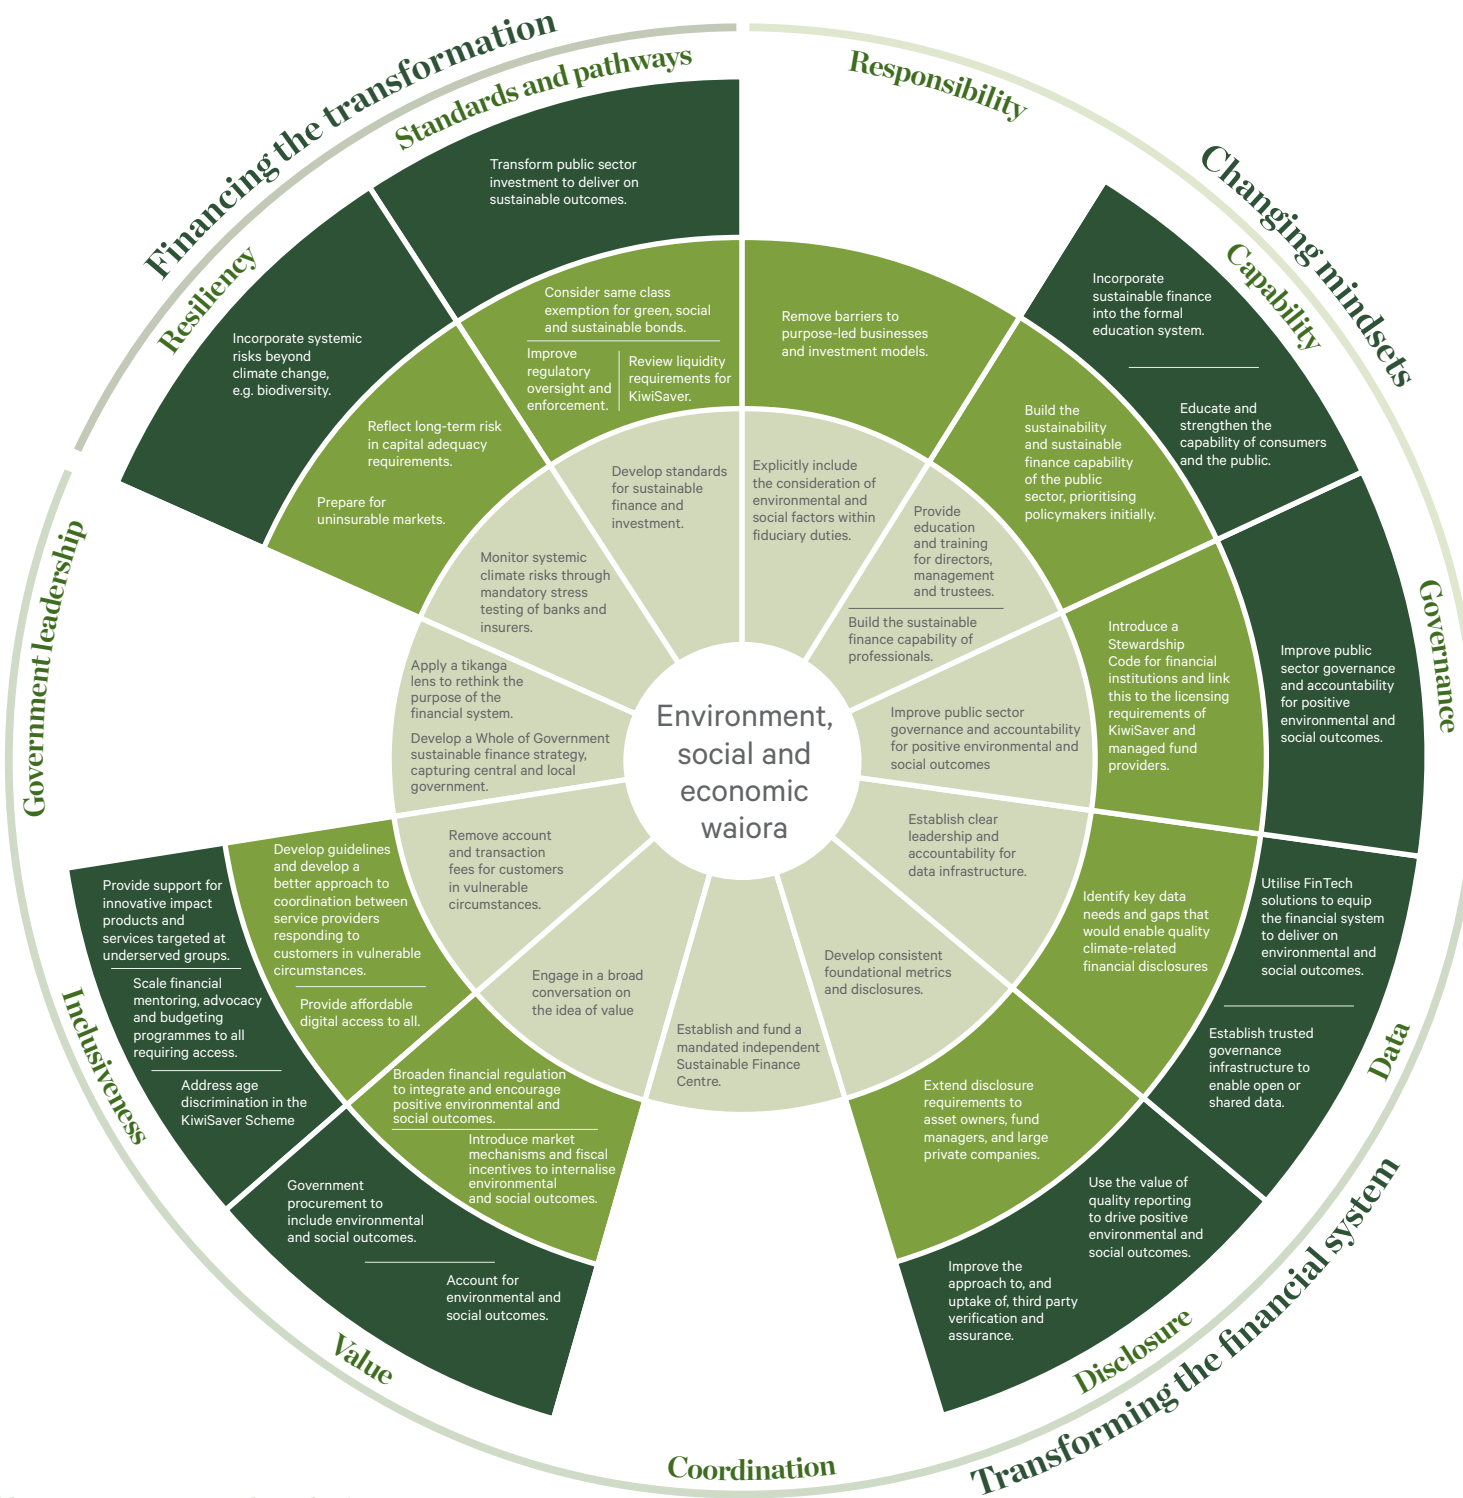 Financing the transformation
Standards and pathways
Resiliency
Responsibility
Changing mindsets
Capability
Governance
Data
Transforming the financial system
Disclosure
Coordination
Value
Inclusiveness
Government leadership
Environment,
social and
economic
waiora
Transform public sector
investment to deliver on
sustainable outcomes.
Consider same class
exemption for green, social
and sustainable bonds.
Improve
regulatory
oversight and
enforcement.
Review liquidity
requirements for
KiwiSaver.
Develop standards
for sustainable
finance and
investment.
Remove barriers to
purpose-led businesses
and investment models.
Explicitly include
the consideration of
environmental and
social factors within
fiduciary duties.
Incorporate
sustainable finance
into the formal
education system.
Educate and
strengthen the
capability of consumers
and the public.
Build the
sustainability
and sustainable
finance capability
of the public
sector, prioritising
policymakers initially.
Provide
education
and training
for directors,
management
and trustees.
Build the sustainable
finance capability of
professionals.
Improve public
sector governance
and accountability
for positive
environmental and
social outcomes.
Introduce a
Stewardship
Code for financial
institutions and link
this to the licensing
requirements of
KiwiSaver and
managed fund
providers.
Improve public sector
governance and accountability
for positive environmental and
social outcomes
Utilise FinTech
solutions to equip
the financial system
to deliver on
environmental and
social outcomes.
Establish trusted
governance
infrastructure to
enable open or
shared data.
Identify key data
needs and gaps that
would enable quality
climate-related
financial disclosures
Establish clear
leadership and
accountability for
data infrastructure.
Use the value of
quality reporting
to drive positive
environmental and
social outcomes.
Improve the
approach to, and
uptake of, third party
verification and
assurance.
Extend disclosure
requirements to
asset owners, fund
managers, and large
private companies.
Develop consistent
foundational metrics
and disclosures.
Establish and fund a
mandated independent
Sustainable Finance
Centre.
Engage in a broad
conversation on
the idea of value
Broaden financial regulation
to integrate and encourage
positive environmental and
social outcomes.
Introduce market
mechanisms and fiscal
incentives to internalise
environmental
and social outcomes.
Government
procurement to
include environmental
and social outcomes.
Account for
environmental and
social outcomes.
Remove account
and transaction
fees for customers
in vulnerable
circumstances.
Develop guidelines
and develop a
better approach to
coordination between
service providers
responding to
customers in vulnerable
circumstances.
Provide affordable
digital access to all.
Provide support for
innovative impact
products and
services targeted at
underserved groups.
Scale financial
mentoring, advocacy
and budgeting
programmes to all
requiring access.
Address age
discrimination in the
KiwiSaver Scheme
Apply a tikanga
lens to rethink the
purpose of the
financial system.
Develop a Whole of Government
sustainable finance strategy,
capturing central and local
government.
Incorporate systemic
risks beyond
climate change,
e.g. biodiversity.
Reflect long-term risk
in capital adequacy
requirements.
Prepare for
uninsurable markets.
Monitor systemic
climate risks through
mandatory stress
testing of banks and
insurers.